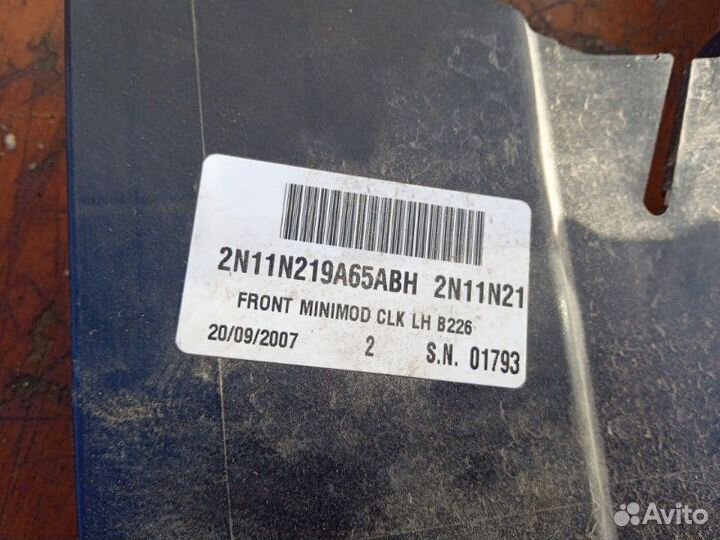 2N11N219A65ABH 2N11N21
FRONT MINIMOD CLK LH B226
20/09/2007 2 S.N. 01793
Avito